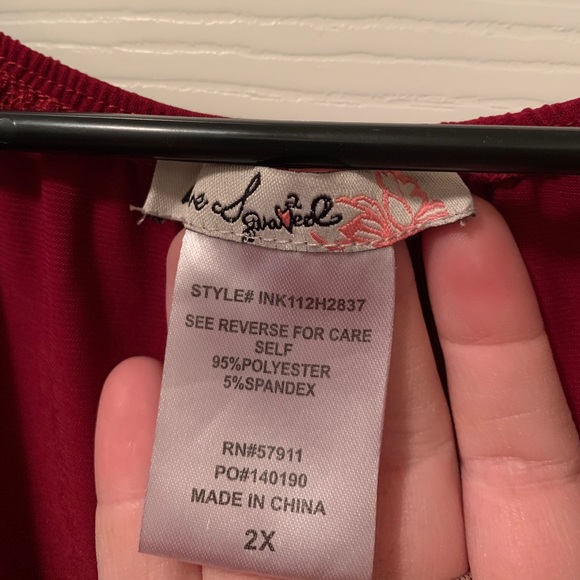 Squared
STYLE# INK112H2837
SEE REVERSE FOR CARE
SELF
95%POLYESTER
5%SPANDEX
RN#57911
PO#140190
MADE IN CHINA
2X